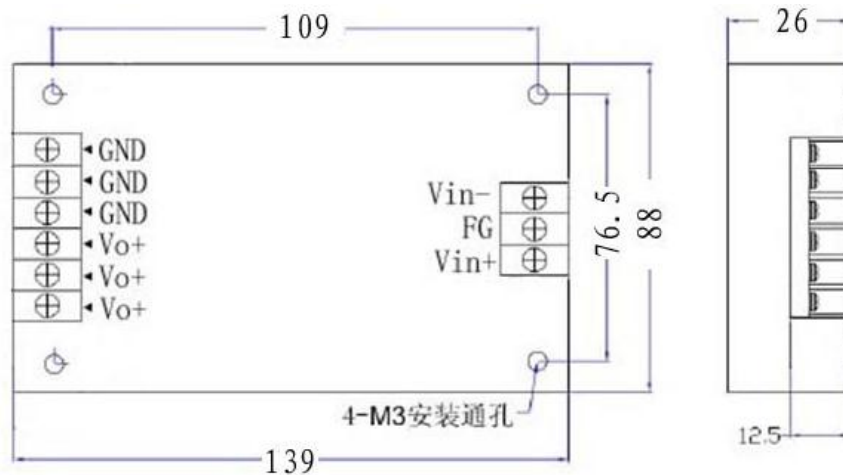 109
26
◄GND
◄GND
◄GND
◄Vo+
◄Vo+
◄Vo+
Vin-
FG
Vin+
76.5
88
4-M3安装通孔
12.5
139